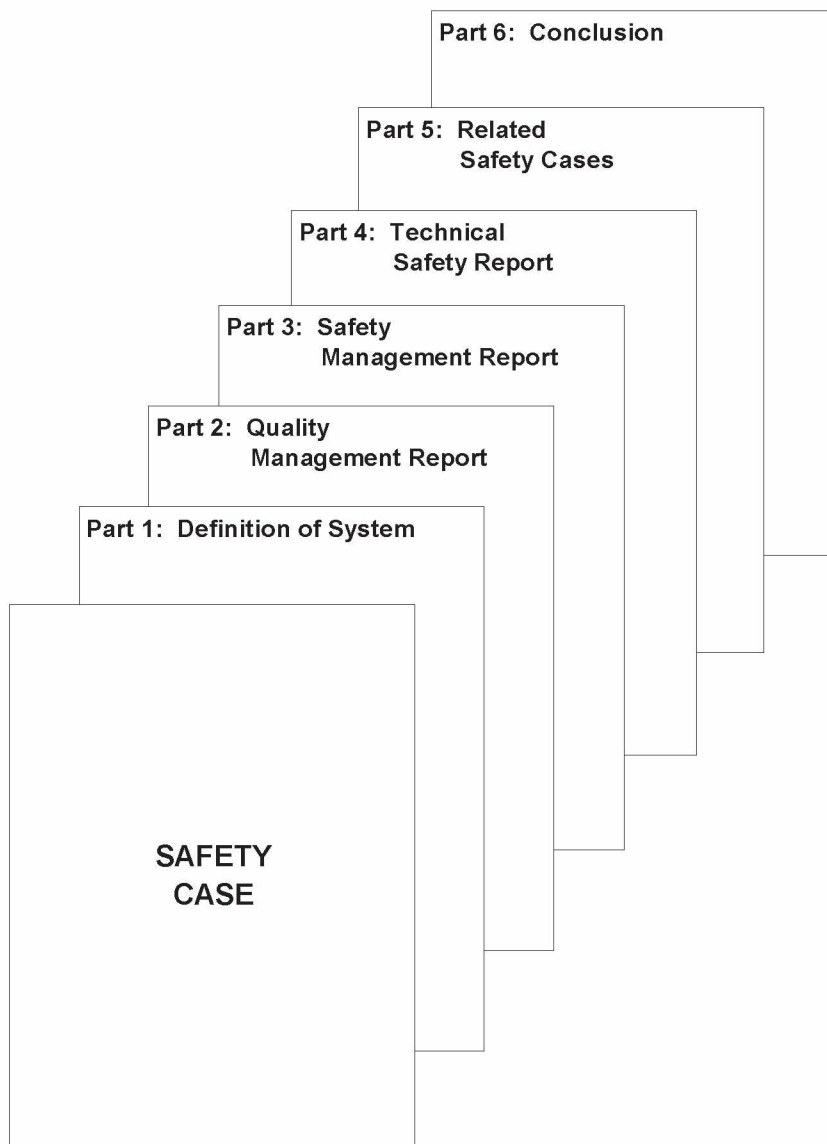 Part 6: Conclusion
Part 5: Related
Safety Cases
Part 4: Technical
Safety Report
Part 3: Safety
Management Report
Part 2: Quality
Management Report
Part 1: Definition of System
SAFETY
CASE